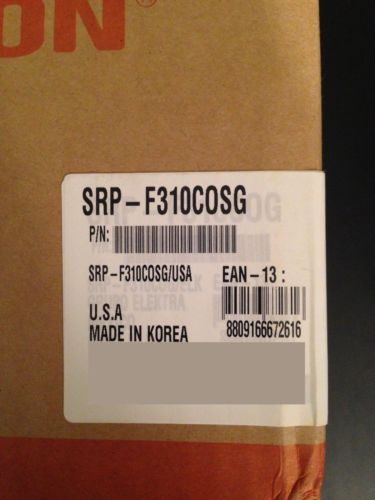 ON
SRP-F310COSG
P/N:
SRP-F310COSG/USA
EAN-13:
U.S.A
8809166672616
MADE IN KOREA